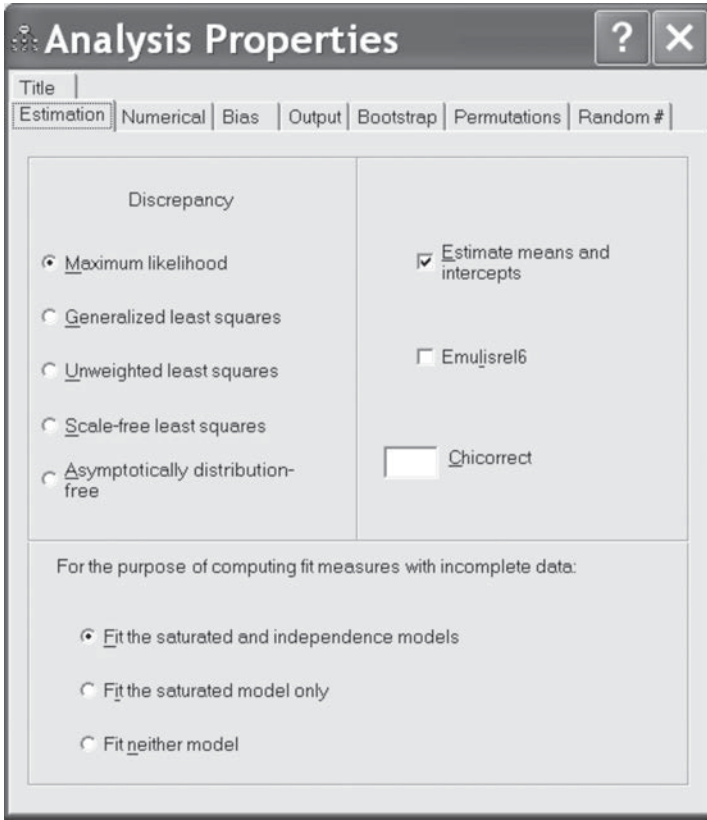 Analysis Properties
?
×
Title
Estimation
Numerical
Bias
Output
Bootstrap
Permutations
Random #
Discrepancy
Maximum likelihood
Generalized least squares
Unweighted least squares
Scale-free least squares
Asymptotically distribution-
free
Estimate means and
intercepts
Emulisrel6
Chicorrect
For the purpose of computing fit measures with incomplete data:
Fit the saturated and independence models
Fit the saturated model only
Fit neither model